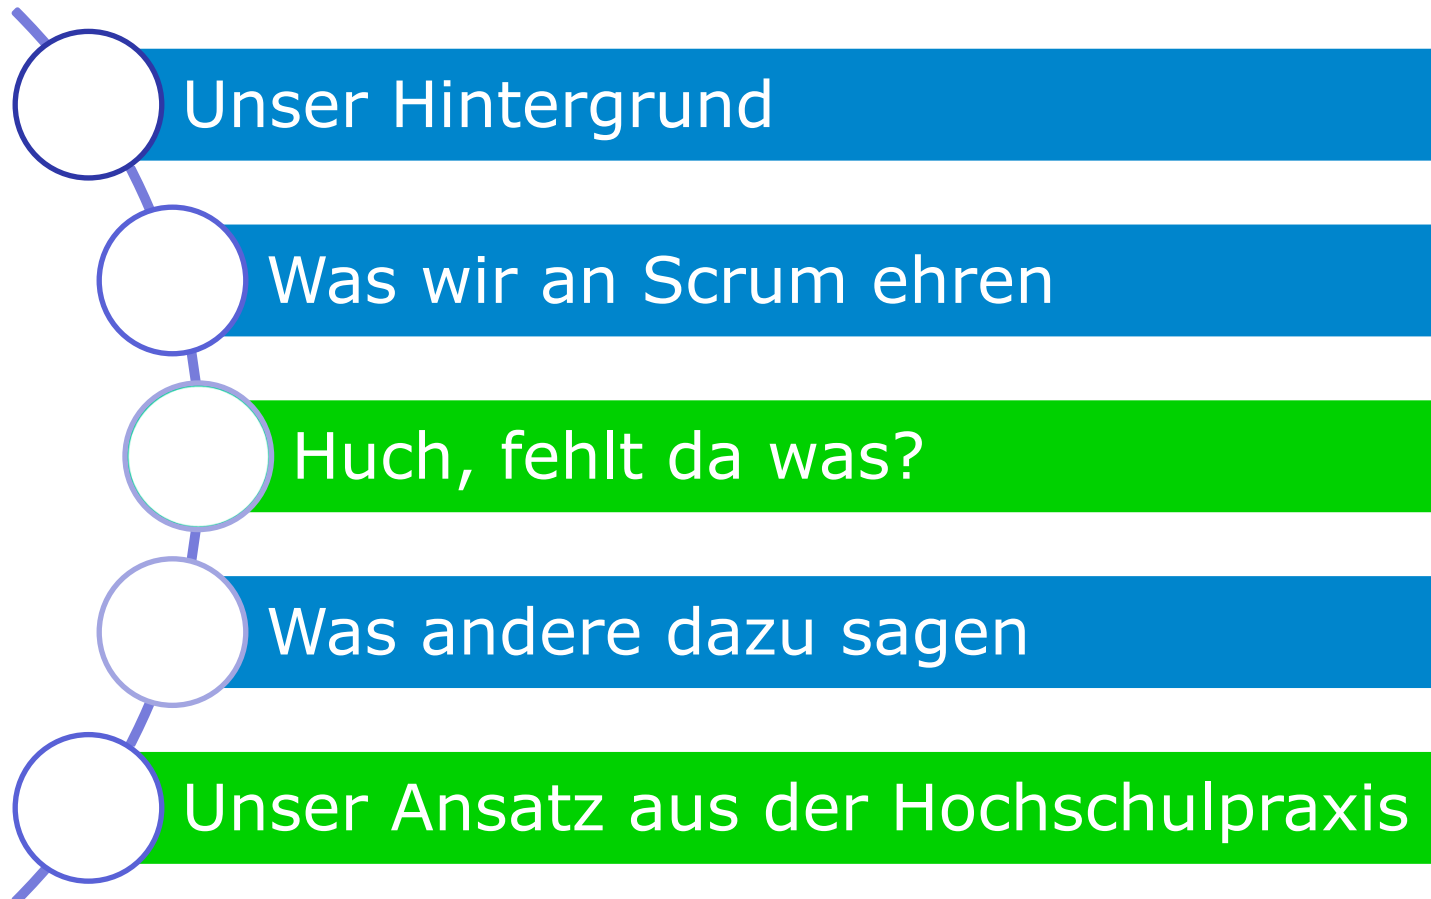 Unser Hintergrund
Was wir an Scrum ehren
Huch, fehlt da was?
Was andere dazu sagen
Unser Ansatz aus der Hochschulpraxis